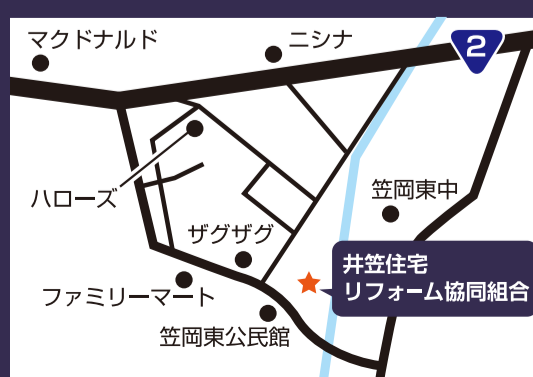 マクドナルド
ニシナ
2
ハローズ
笠岡東中
ザグザグ
井笠住宅
リフォーム協同組合
ファミリーマート
笠岡東公民館